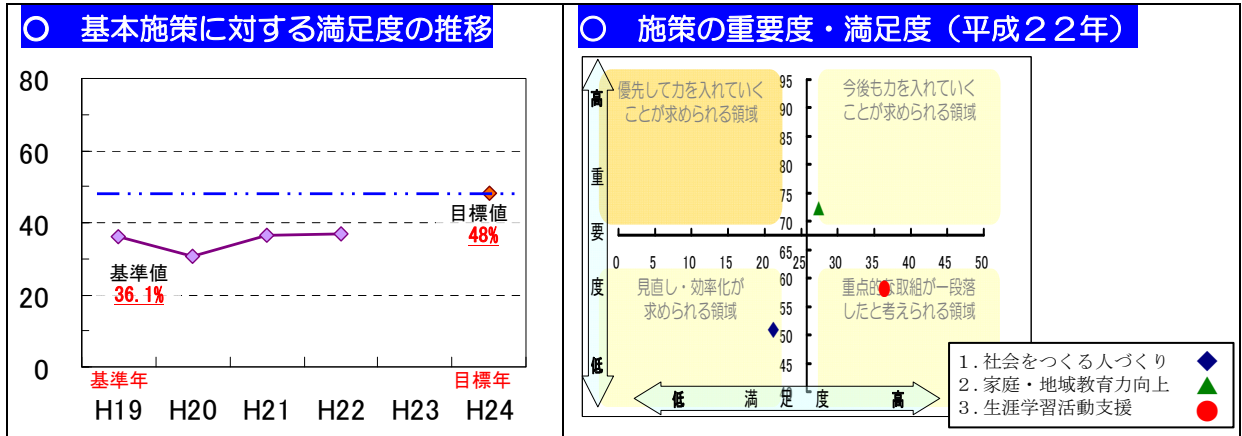 〇 基本施策に対する満足度の推移
80
60
40
20
0
目標値
48%
基準値
36.1%
基準年
目標年
H19 H20 H21 H22 H23 H24
〇 施策の重要度・満足度(平成22年)
優先して力を入れていく
ことが求められる領域
今後も力を入れていく
ことが求められる領域
高
重
要
度
低
95
90
85
80
75
70
65
60
55
50
45
40
0 5 10 15 20 25 30 35 40 45 50
見直し・効率化が
求められる領域
重点的な取組が一段落
したと考えられる領域
低 満足度 高
1.社会をつくる人づくり
2.家庭・地域教育力向上
3.生涯学習活動支援